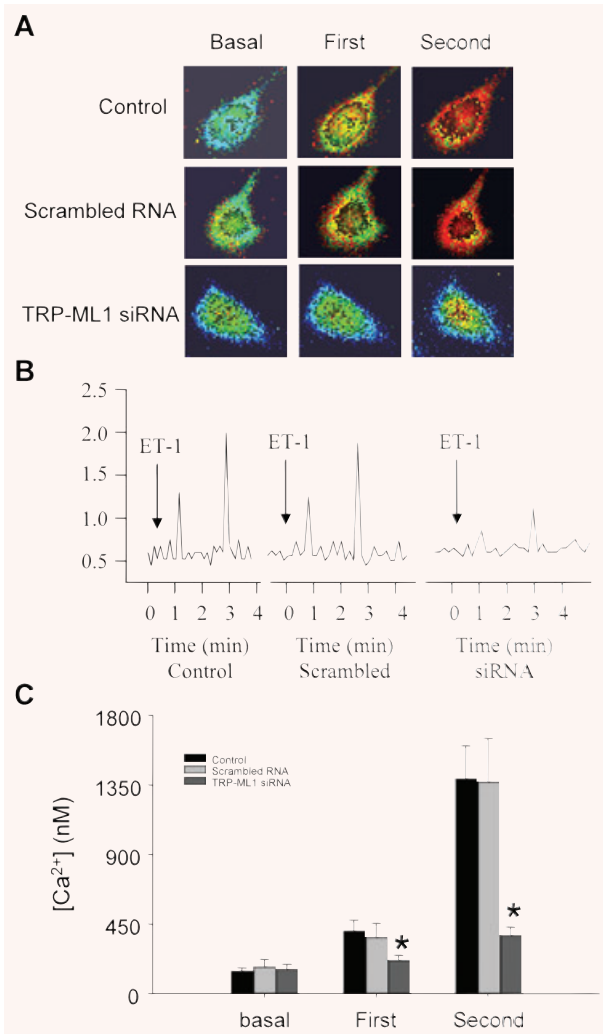 A
Basal First Second
Control
Scrambled RNA
TRP-ML1 siRNA
B
2.5
2.0
1.5
1.0
0.5
ET-1 ET-1 ET-1
0 1 2 3 4 0 1 2 3 4 0 1 2 3 4
Time (min) Time (min) Time (min)
Control Scrambled siRNA
C
1800
1350
900
450
0
[Ca2+] (nM)
Control
Scrambled RNA
TRP-ML1 siRNA
*
*
basal First Second